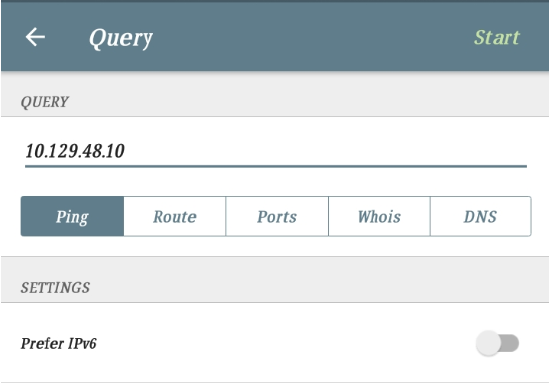 Query Start
QUERY
10.129.48.10
Ping Route Ports Whois DNS
SETTINGS
Prefer IPv6